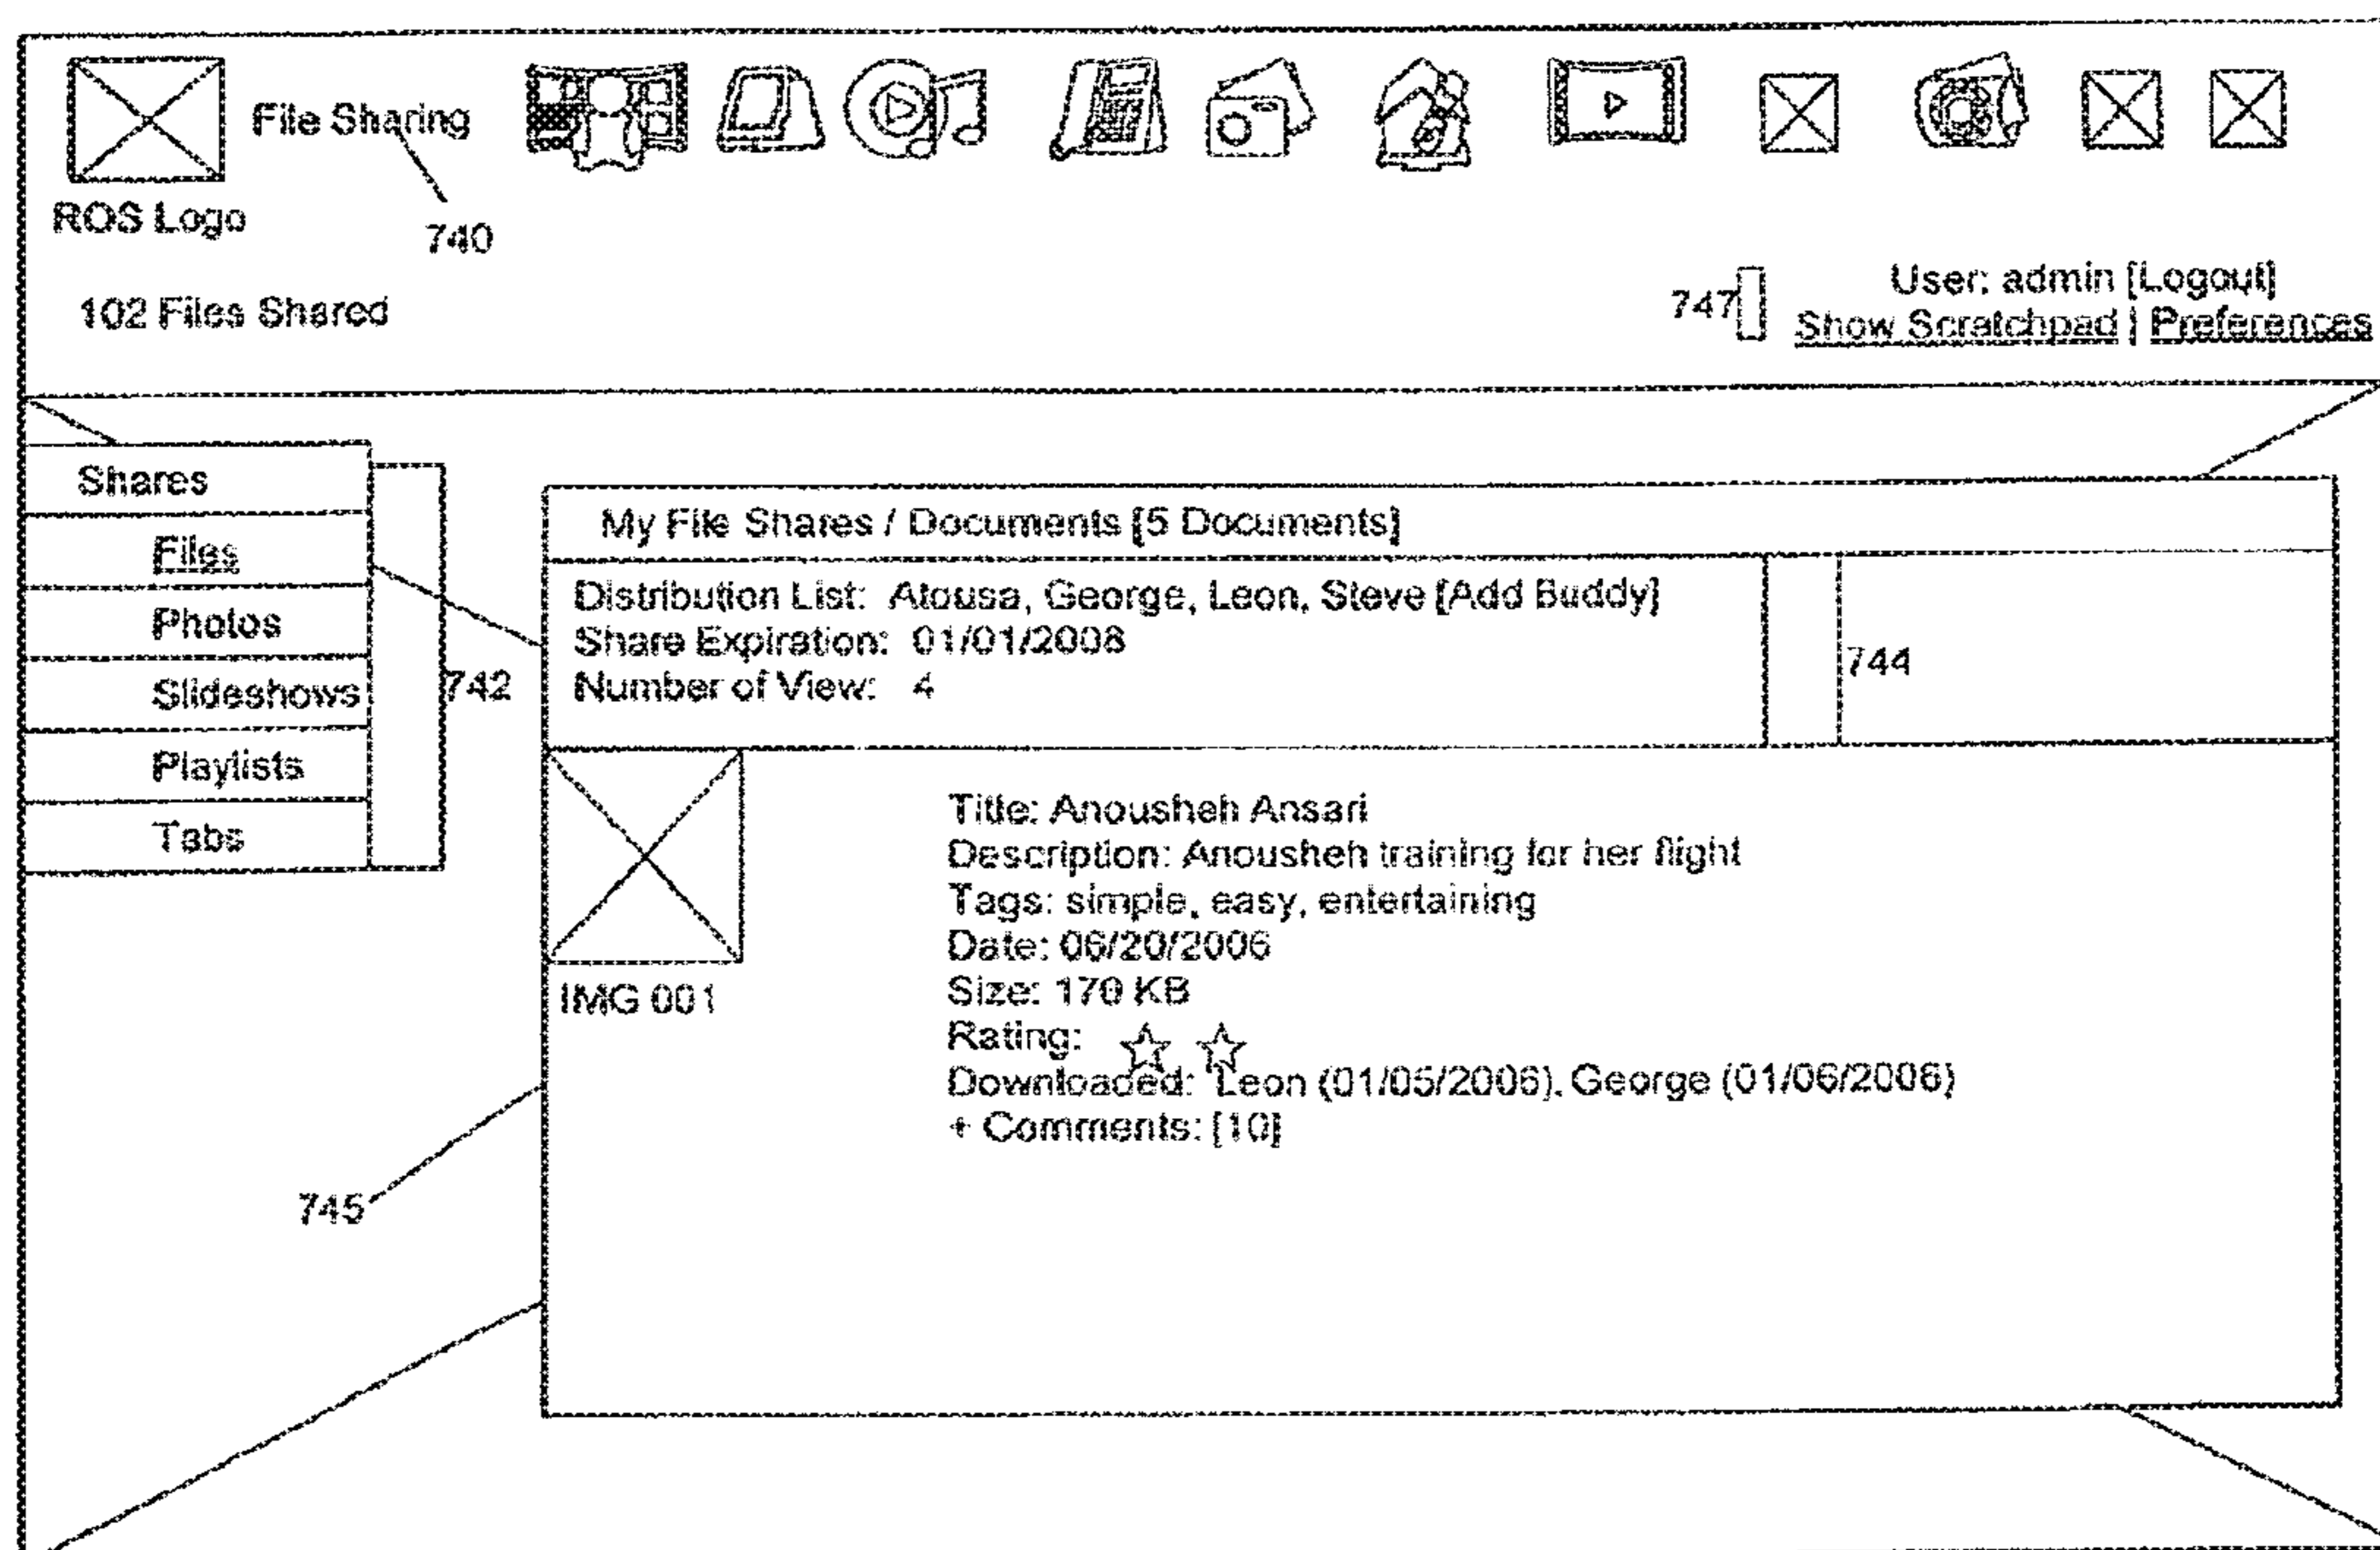 File Sharing
ROS Logo
740
102 Files Shared
747
User: admin [Logout]
Show Scratchpad | Preferences
Shares
Files
Photos
Slideshows
Playlists
Tabs
742
My File Shares / Documents [5 Documents]
Distribution List: Atousa, George, Leon, Steve [Add Buddy]
Share Expiration: 01/01/2008
Number of View: 4
744
IMG 001
Title: Anousheh Ansari
Description: Anousheh training for her flight
Tags: simple, easy, entertaining
Date: 06/20/2006
Size: 170 KB
Rating:
Downloaded: Leon (01/05/2006), George (01/06/2006)
+ Comments: [10]
745